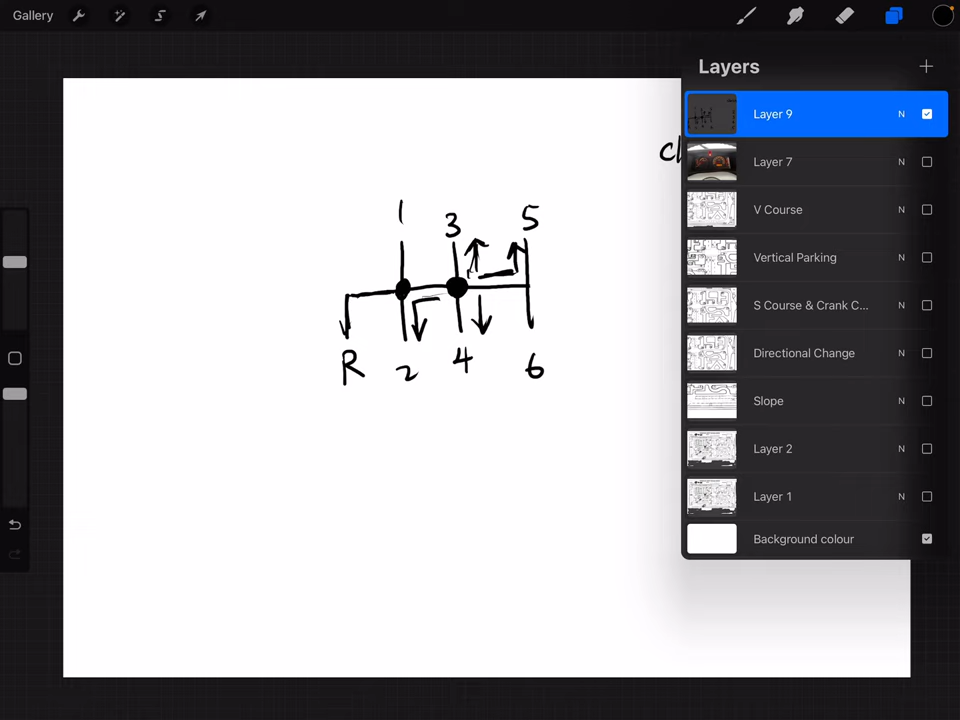 Gallery
Layers
Layer 9 N
Layer 7 N
V Course N
Vertical Parking N
S Course & Crank C... N
Directional Change N
Slope N
Layer 2 N
Layer 1 N
Background colour
1 3 5
R 2 4 6